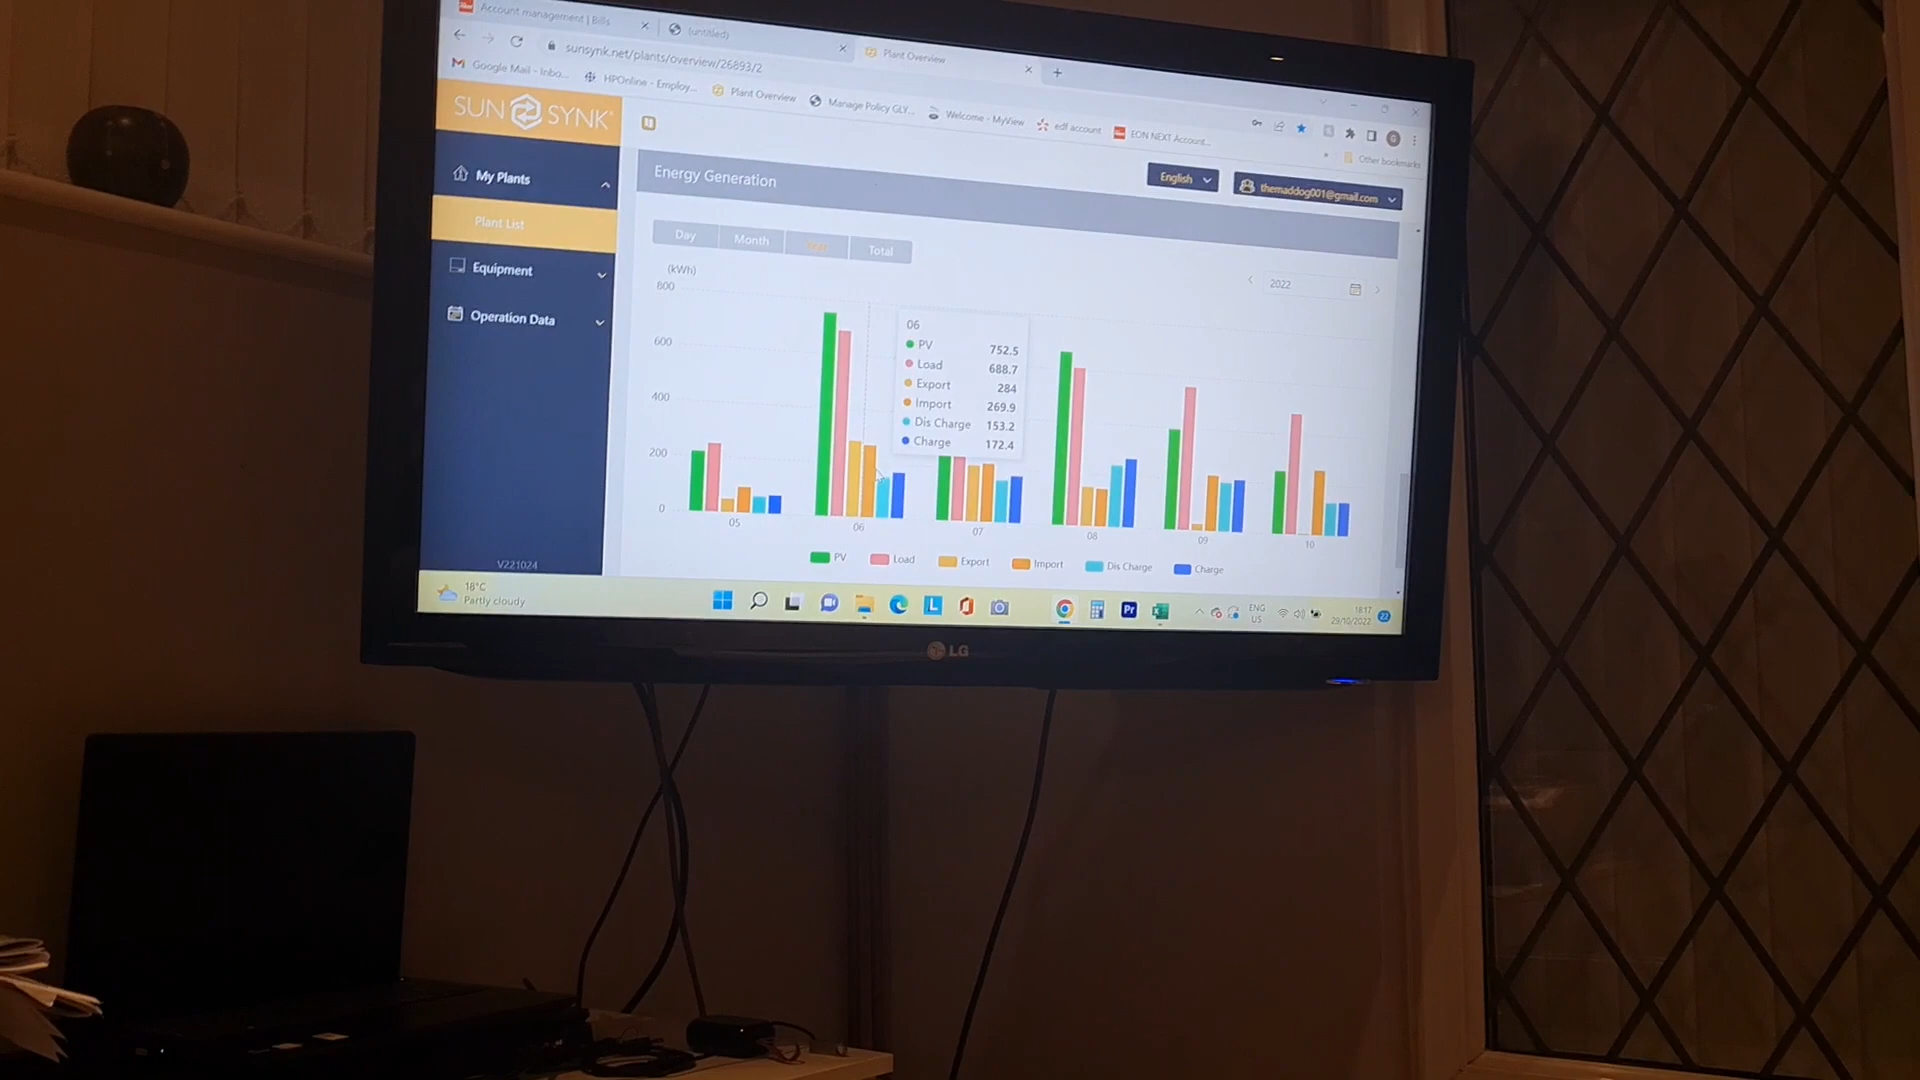 Account management | Bills
(untitled)
Plant Overview
sunsynk.net/plants/overview/26893/2
Google Mail - Inbo...
HPOnline - Employ...
Plant Overview
Manage Policy GLY...
Welcome - MyView
edf account
EON NEXT Account...
Other bookmarks
SUN SYNK
My Plants
Plant List
Equipment
Operation Data
V221024
Energy Generation
English
themaddog001@gmail.com
Day Month Year Total
2022
(kWh)
800
600
400
200
0
06
PV 752.5
Load 688.7
Export 284
Import 269.9
Dis Charge 153.2
Charge 172.4
05 06 07 08 09 10
PV Load Export Import Dis Charge Charge
18°C
Partly cloudy
ENG
US
18:17
29/10/2022
22
LG